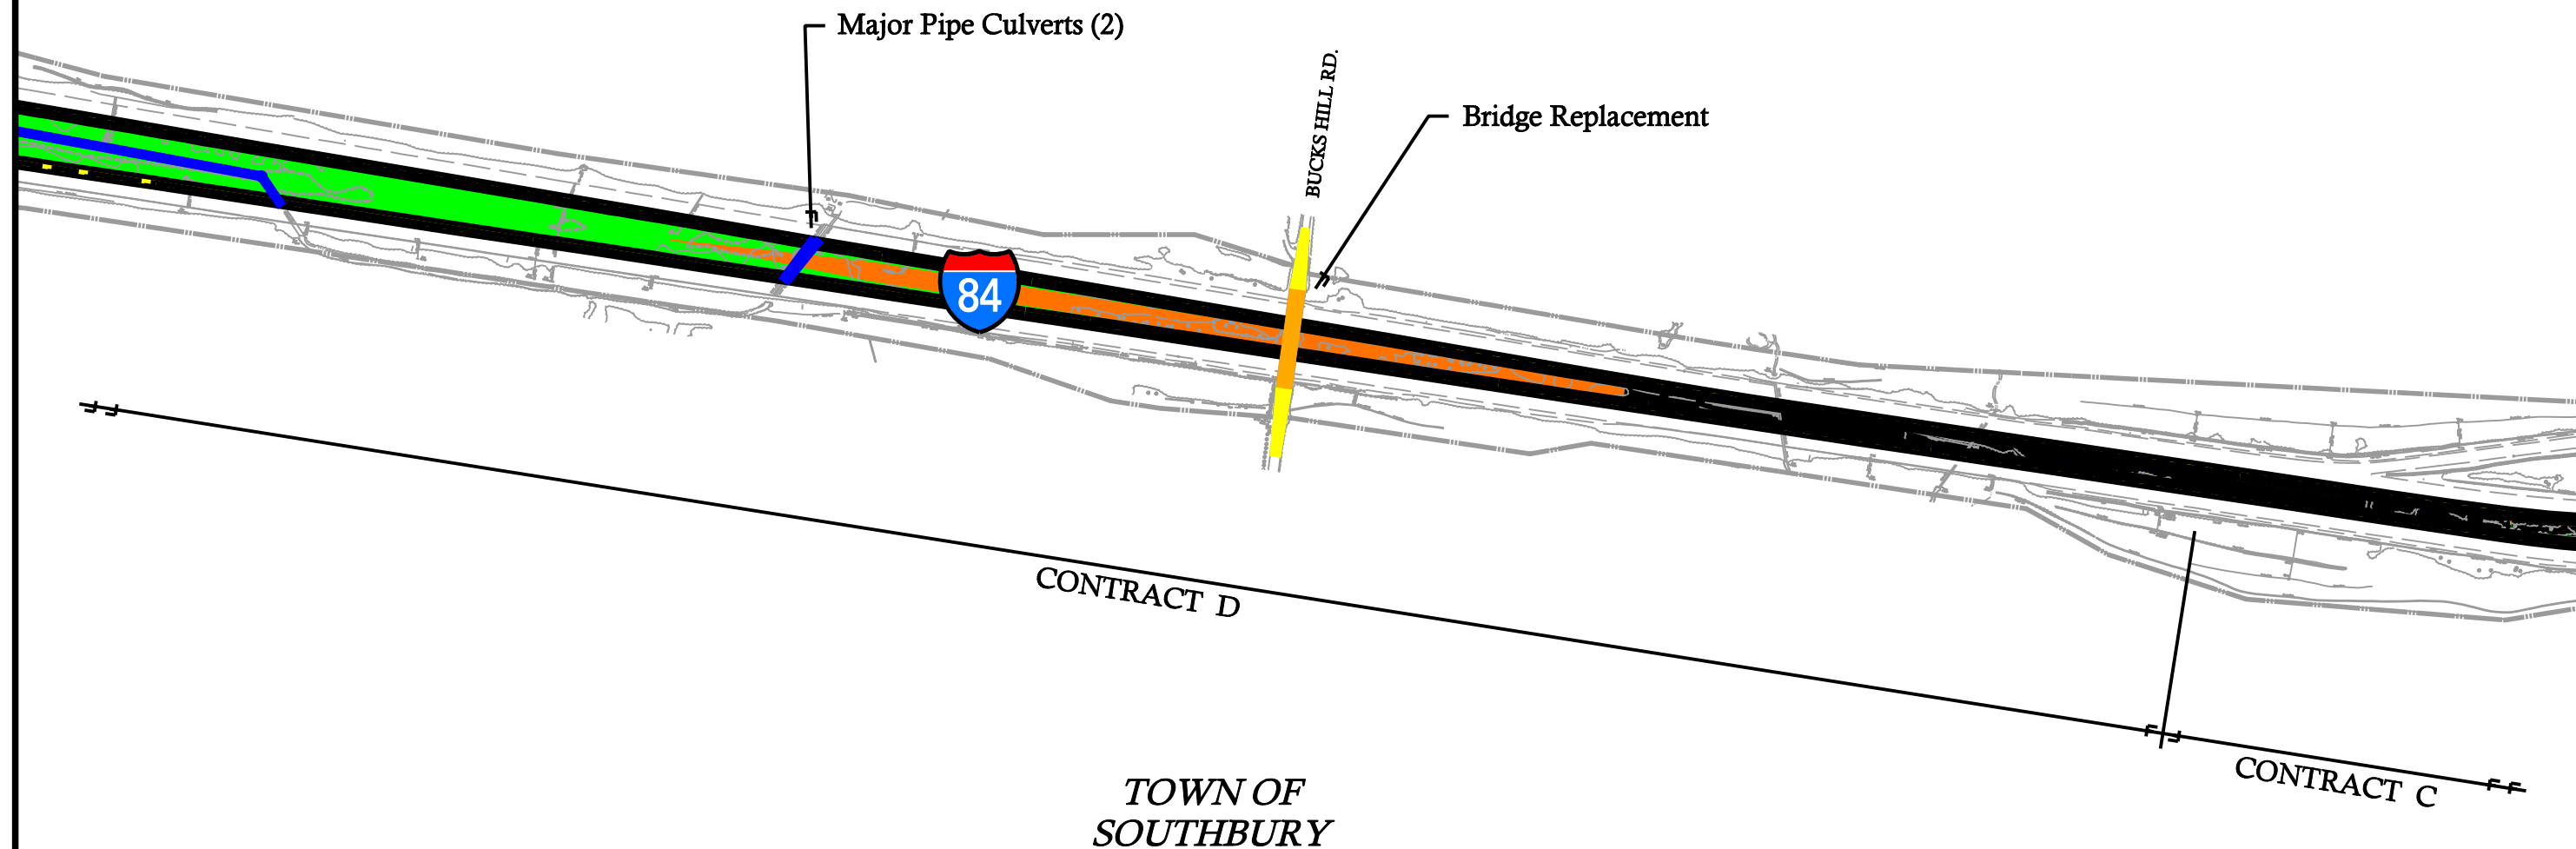 Major Pipe Culverts (2)
BUCKS HILL RD.
Bridge Replacement
84
CONTRACT D
CONTRACT C
TOWN OF
SOUTHBURY